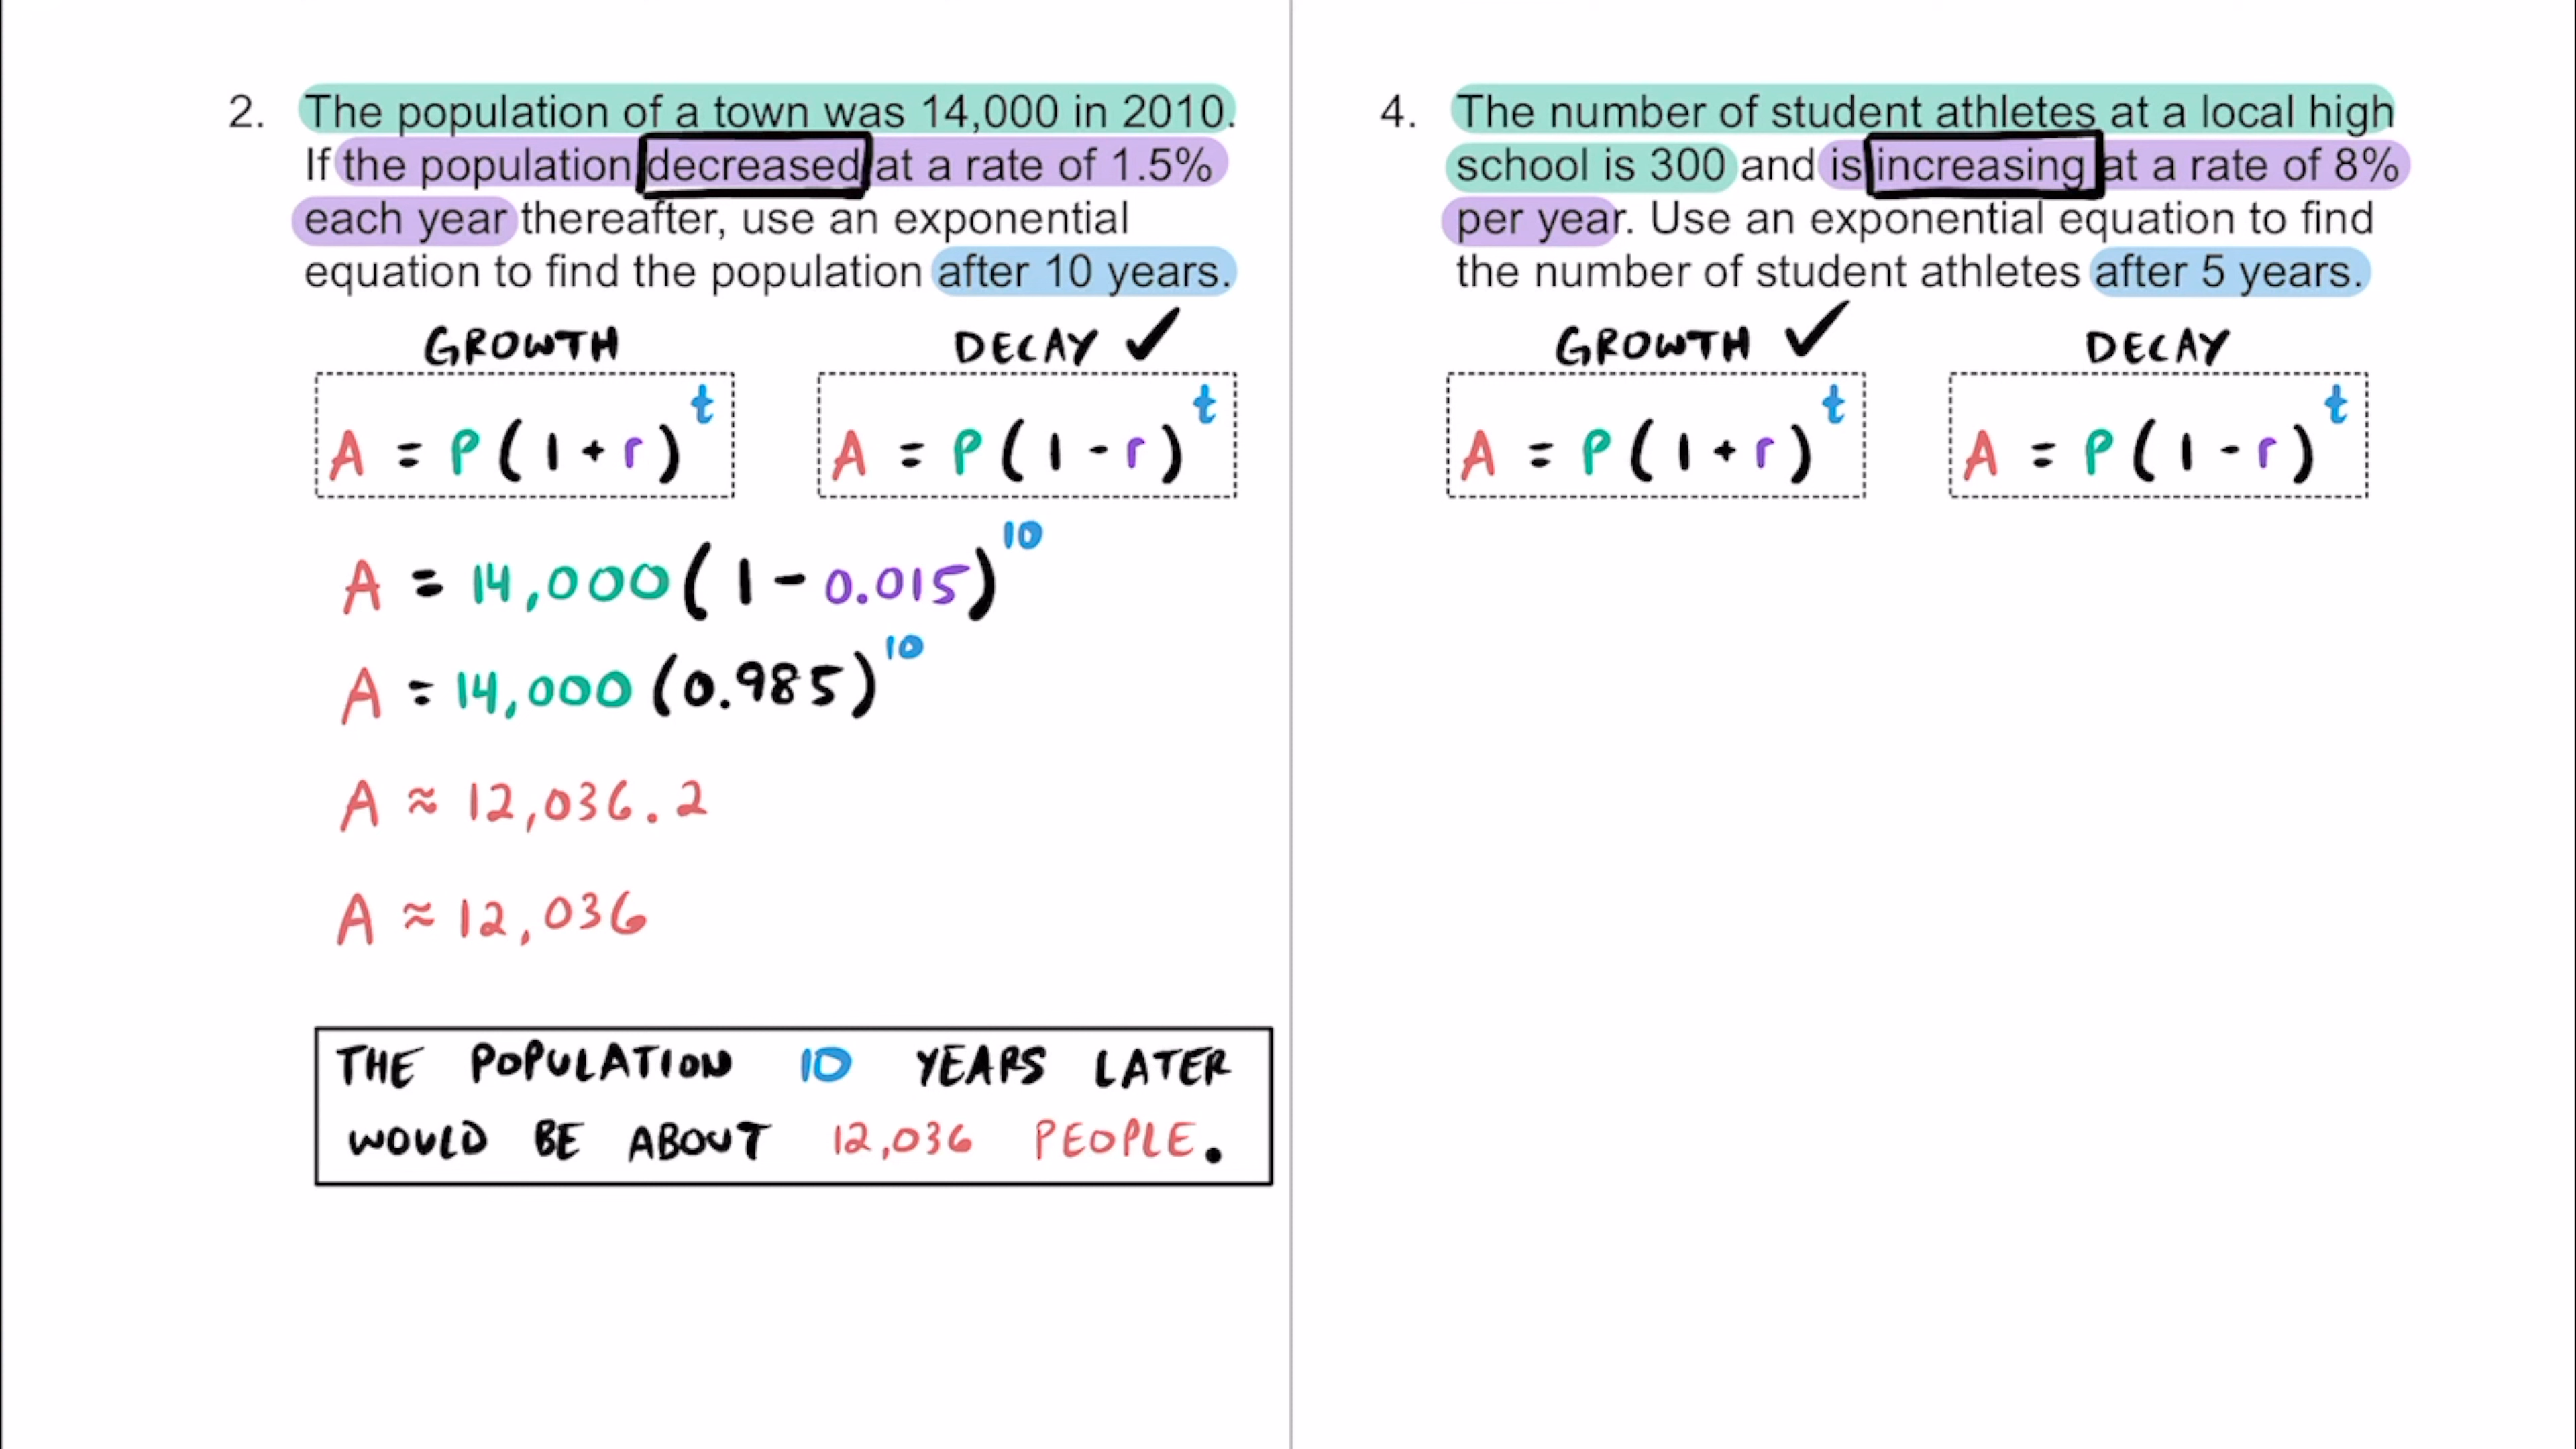 2. The population of a town was 14,000 in 2010.
If the population decreased at a rate of 1.5%
each year thereafter, use an exponential
equation to find the population after 10 years.
GROWTH DECAY ✓
A = P(1+r)^t A = P(1-r)^t
A = 14,000(1-0.015)^10
A = 14,000(0.985)^10
A ≈ 12,036.2
A ≈ 12,036
THE POPULATION 10 YEARS LATER
WOULD BE ABOUT 12,036 PEOPLE.
4. The number of student athletes at a local high
school is 300 and is increasing at a rate of 8%
per year. Use an exponential equation to find
the number of student athletes after 5 years.
GROWTH ✓ DECAY
A = P(1+r)^t A = P(1-r)^t